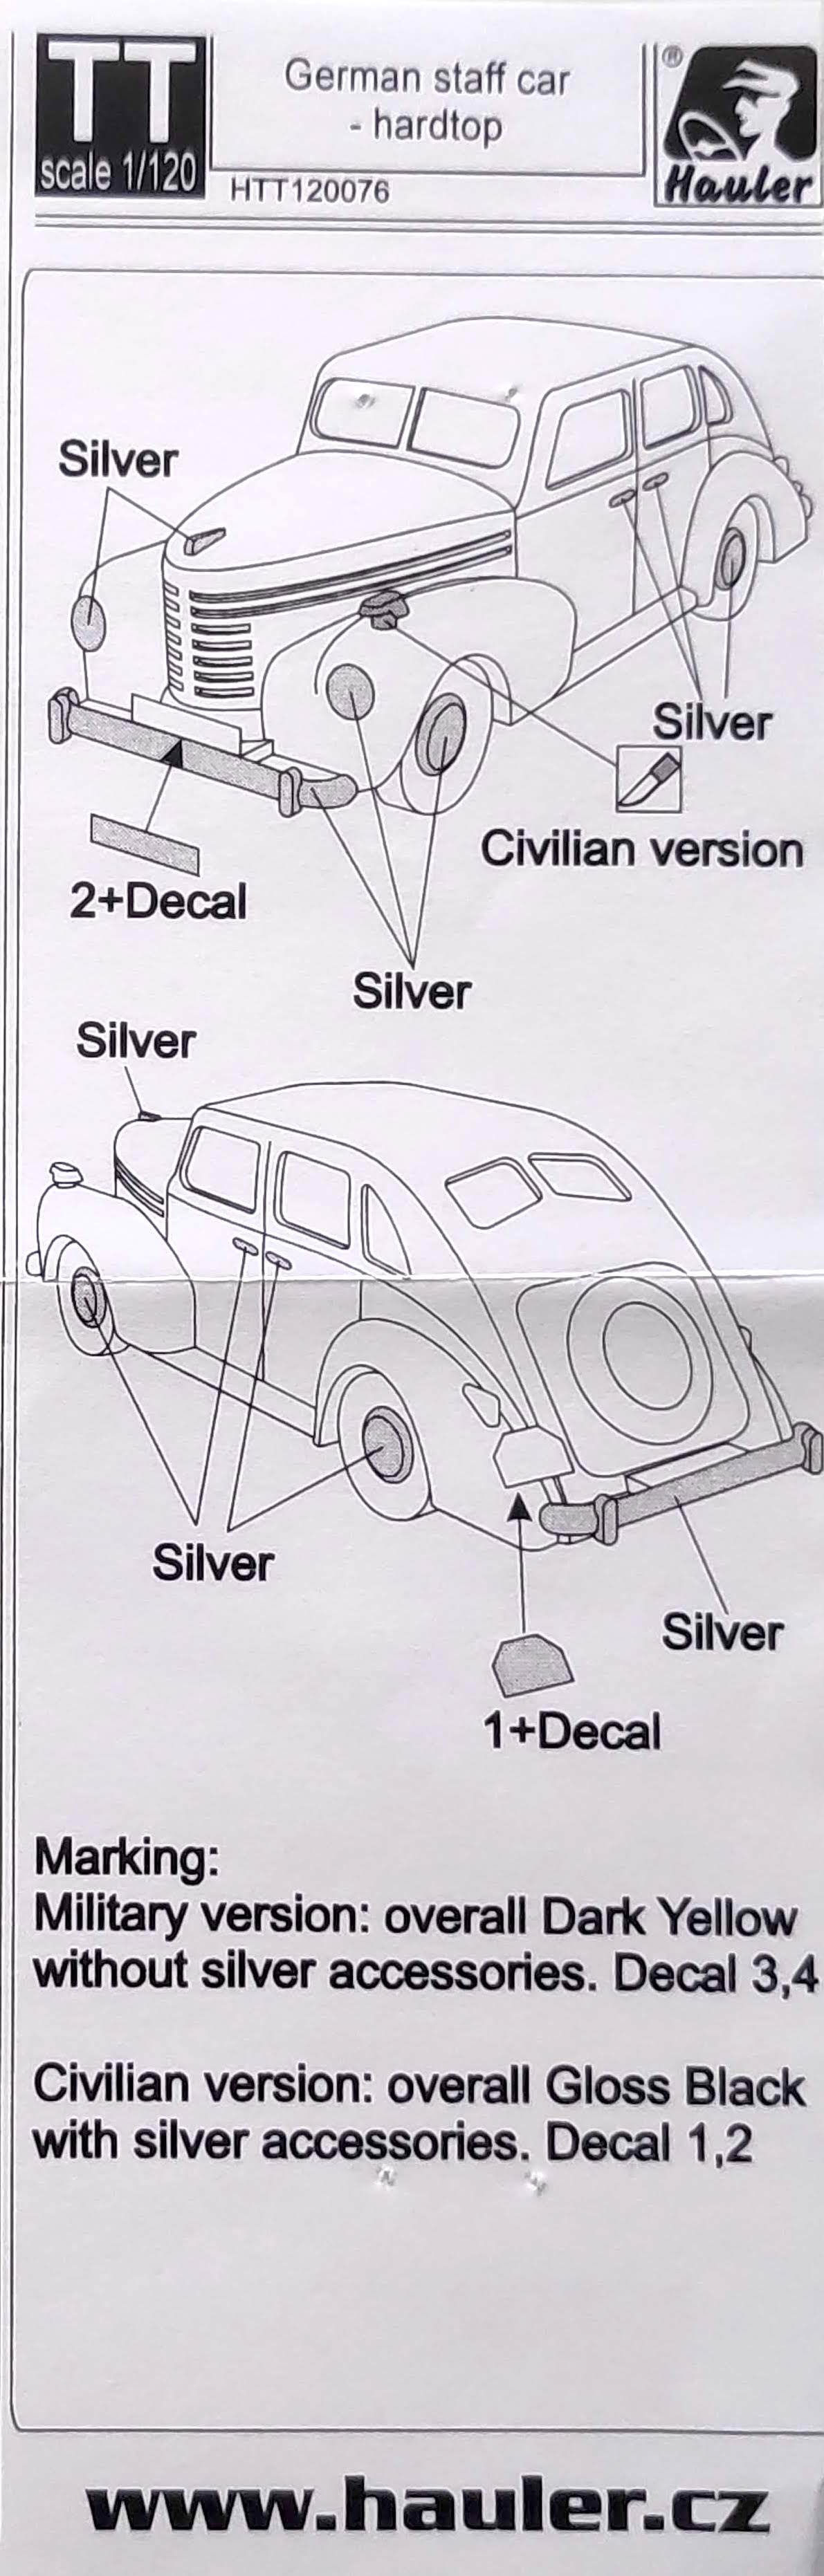 TT
scale 1/120
German staff car
- hardtop
HTT120076
®
Hauler
Silver
Silver
Civilian version
2+Decal
Silver
Silver
Silver
Silver
1+Decal
Marking:
Military version: overall Dark Yellow
without silver accessories. Decal 3,4
Civilian version: overall Gloss Black
with silver accessories. Decal 1,2
www.hauler.cz